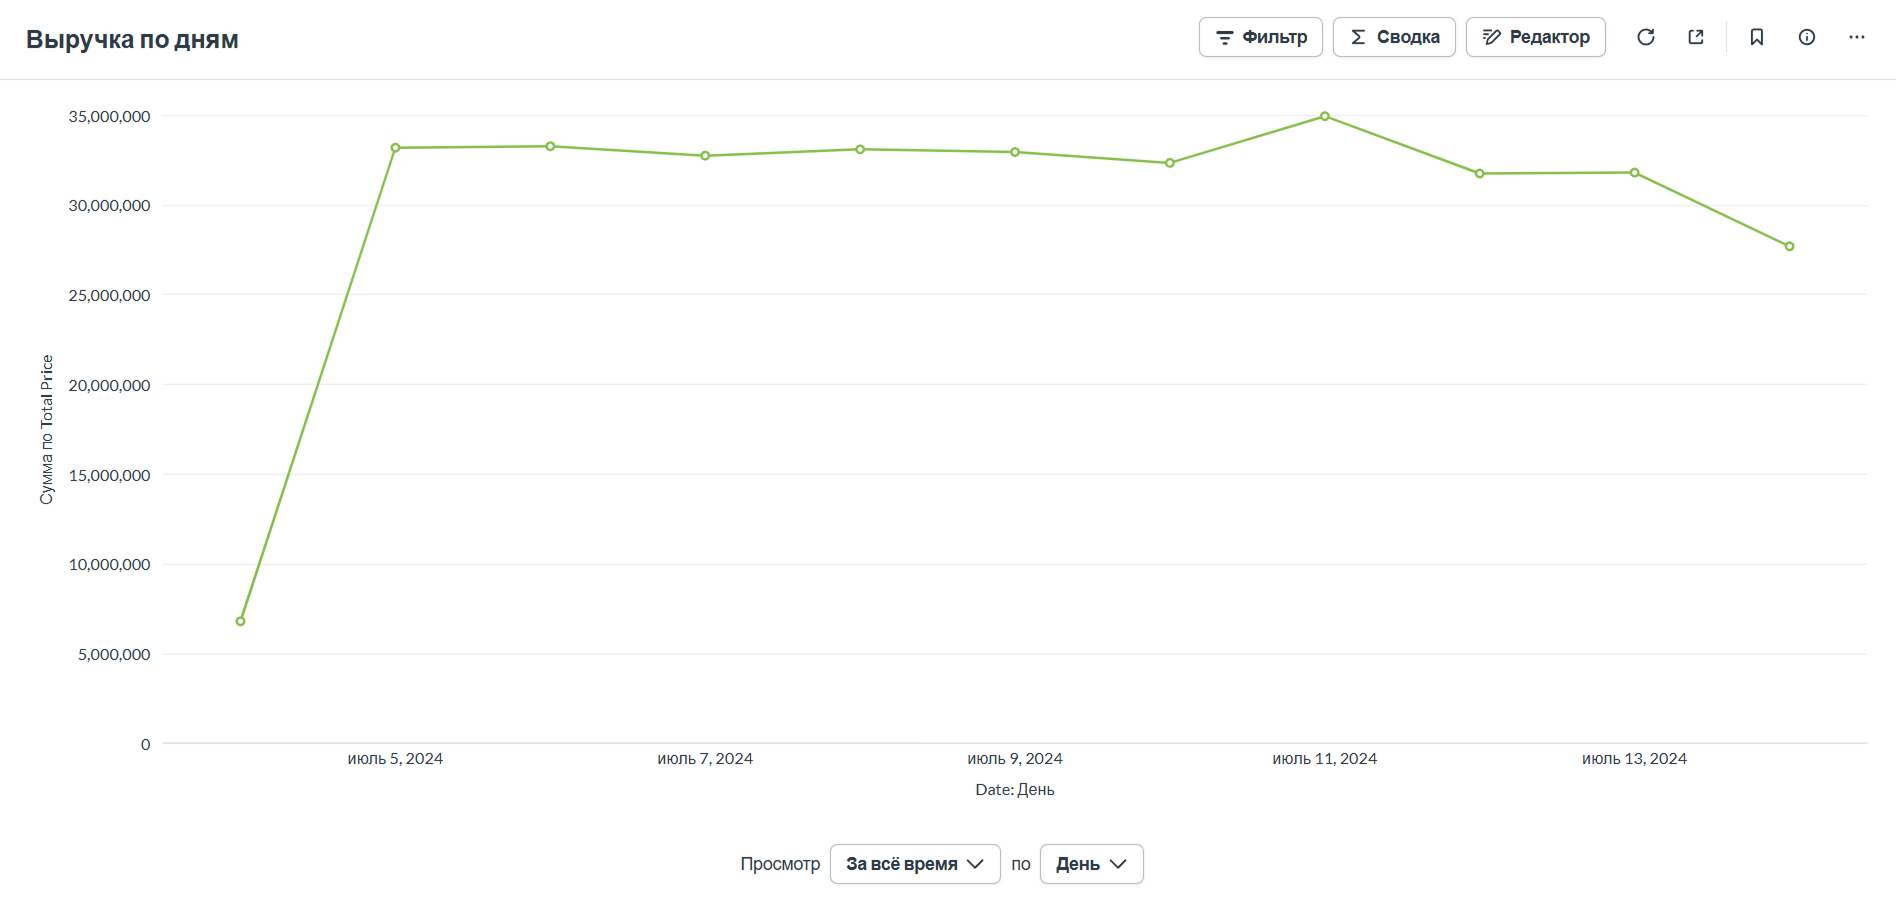 Выручка по дням
Фильтр
Сводка
Редактор
35,000,000
30,000,000
25,000,000
20,000,000
15,000,000
10,000,000
5,000,000
0
Сумма по Total Price
июль 5, 2024
июль 7, 2024
июль 9, 2024
июль 11, 2024
июль 13, 2024
Date: День
Просмотр За всё время по День